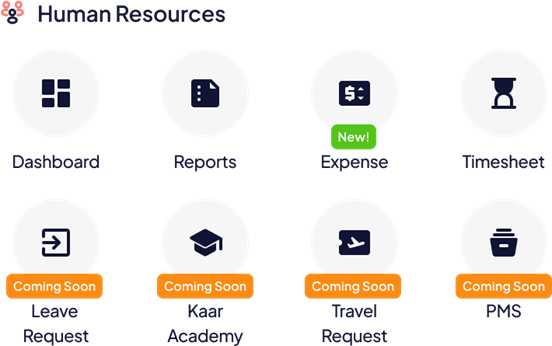 Human Resources
Dashboard
Reports
New!
Expense
Timesheet
Coming Soon
Leave
Request
Coming Soon
Kaar
Academy
Coming Soon
Travel
Request
Coming Soon
PMS